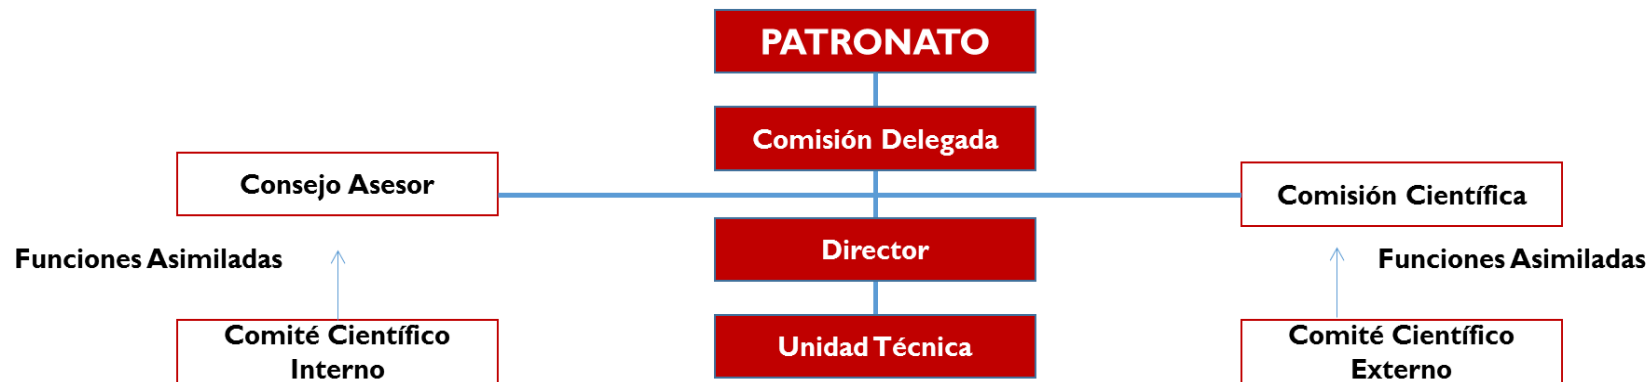 PATRONATO
Comisión Delegada
Consejo Asesor
Comisión Científica
Director
Funciones Asimiladas
Funciones Asimiladas
Comité Científico
Interno
Unidad Técnica
Comité Científico
Externo